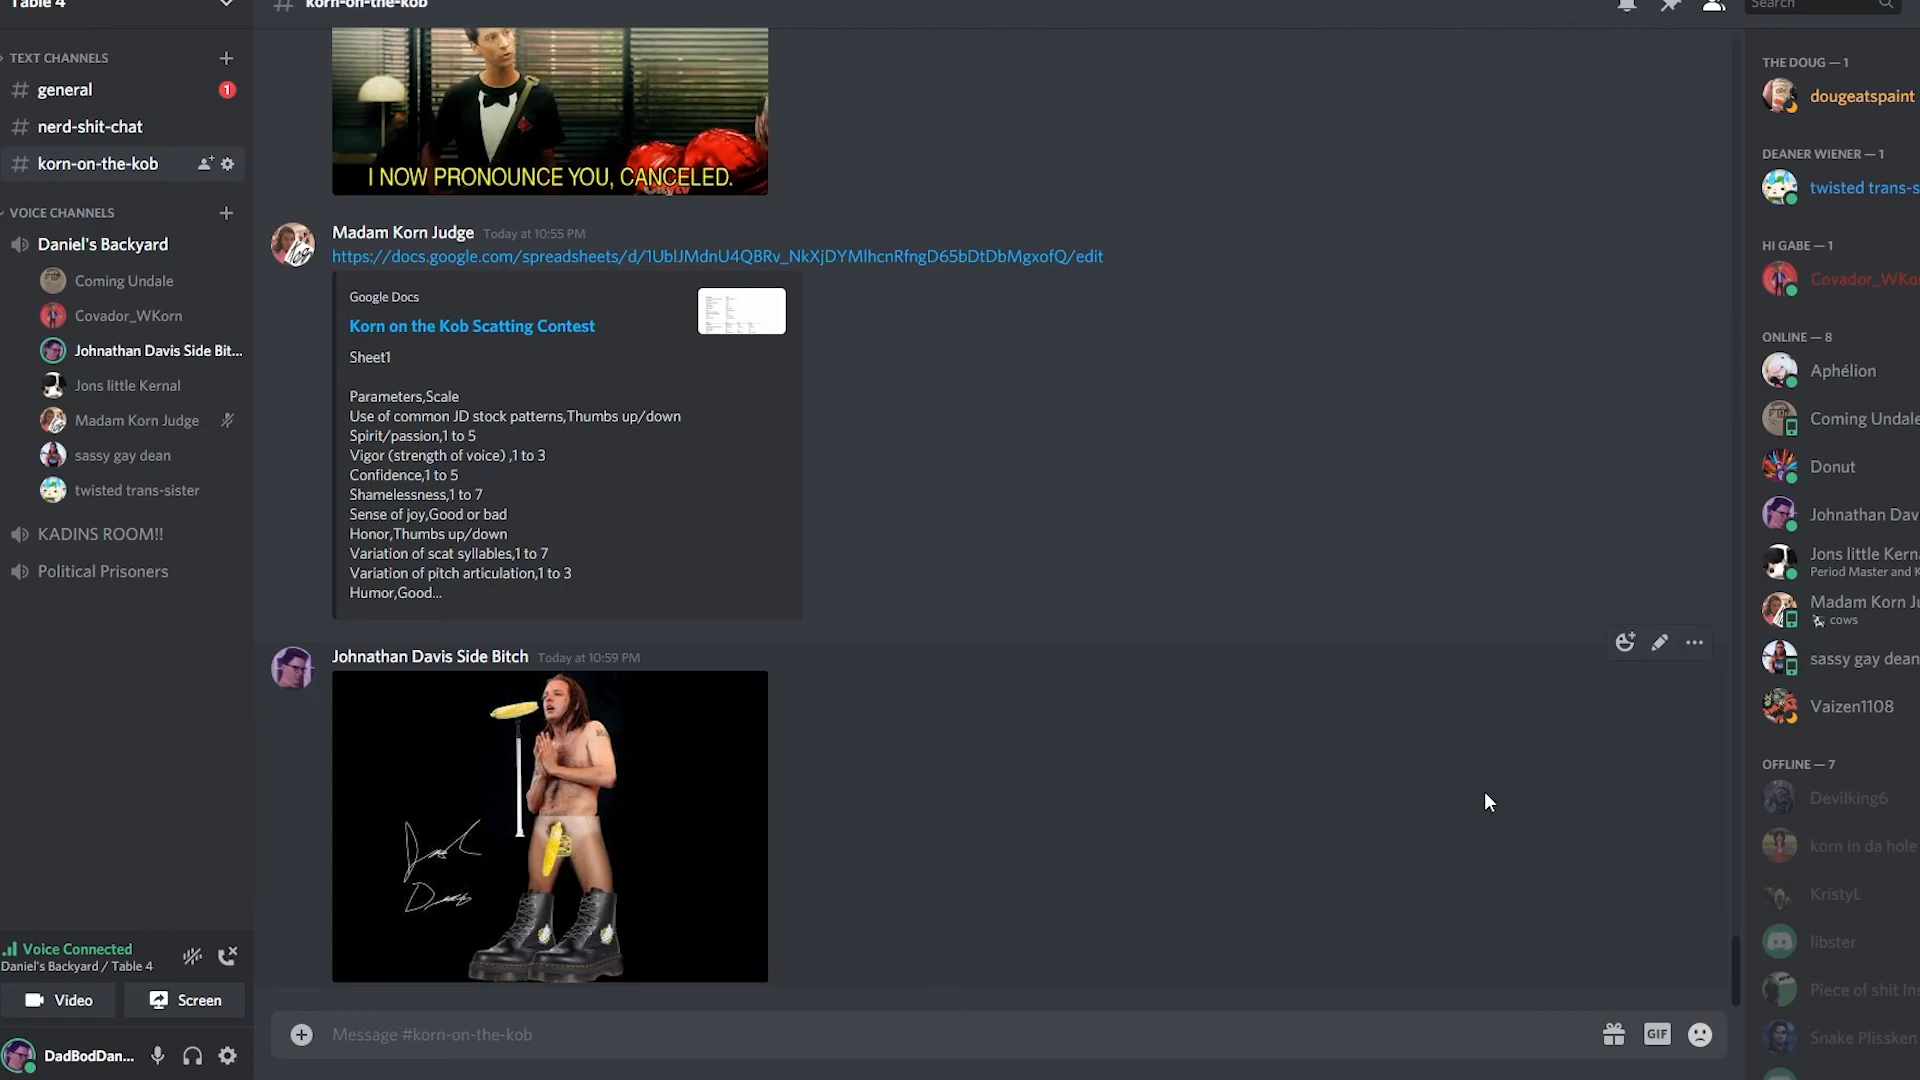 Table 4
TEXT CHANNELS
general
1
nerd-shit-chat
korn-on-the-kob
VOICE CHANNELS
Daniel's Backyard
Coming Undale
Covador_WKorn
Johnathan Davis Side Bit...
Jons little Kernal
Madam Korn Judge
sassy gay dean
twisted trans-sister
KADINS ROOM!!
Political Prisoners
Voice Connected
Daniel's Backyard / Table 4
Video
Screen
DadBodDan...
korn-on-the-kob
I NOW PRONOUNCE YOU, CANCELED.
Madam Korn Judge Today at 10:55 PM
https://docs.google.com/spreadsheets/d/1UblJMdnU4QBRv_NkXjDYMlhcnRfngD65bDtDbMgxofQ/edit
Google Docs
Korn on the Kob Scatting Contest
Sheet1
Parameters,Scale
Use of common JD stock patterns,Thumbs up/down
Spirit/passion,1 to 5
Vigor (strength of voice) ,1 to 3
Confidence,1 to 5
Shamelessness,1 to 7
Sense of joy,Good or bad
Honor,Thumbs up/down
Variation of scat syllables,1 to 7
Variation of pitch articulation,1 to 3
Humor,Good...
Johnathan Davis Side Bitch Today at 10:59 PM
Message #korn-on-the-kob
GIF
Search
THE DOUG — 1
dougeatspaint
DEANER WIENER — 1
twisted trans-s
HI GABE — 1
Covador_WKor
ONLINE — 8
Aphélion
Coming Undale
Donut
Johnathan Dav
Jons little Kerna
Period Master and K
Madam Korn Ju
cows
sassy gay dean
Vaizen1108
OFFLINE — 7
Devilking6
korn in da hole
KristyL
libster
Piece of shit Ins
Snake Plissken